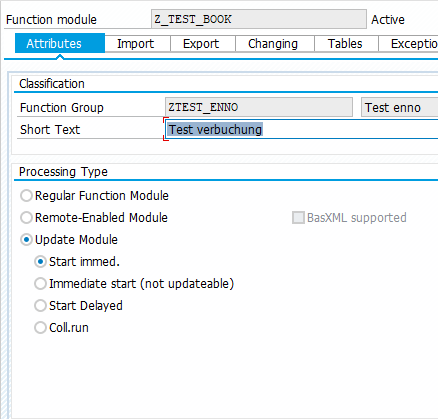 Function module Z_TEST_BOOK Active
Attributes Import Export Changing Tables Exceptio
Classification
Function Group ZTEST_ENNO Test enno
Short Text Test verbuchung
Processing Type
Regular Function Module
Remote-Enabled Module BasXML supported
Update Module
Start immed.
Immediate start (not updateable)
Start Delayed
Coll.run